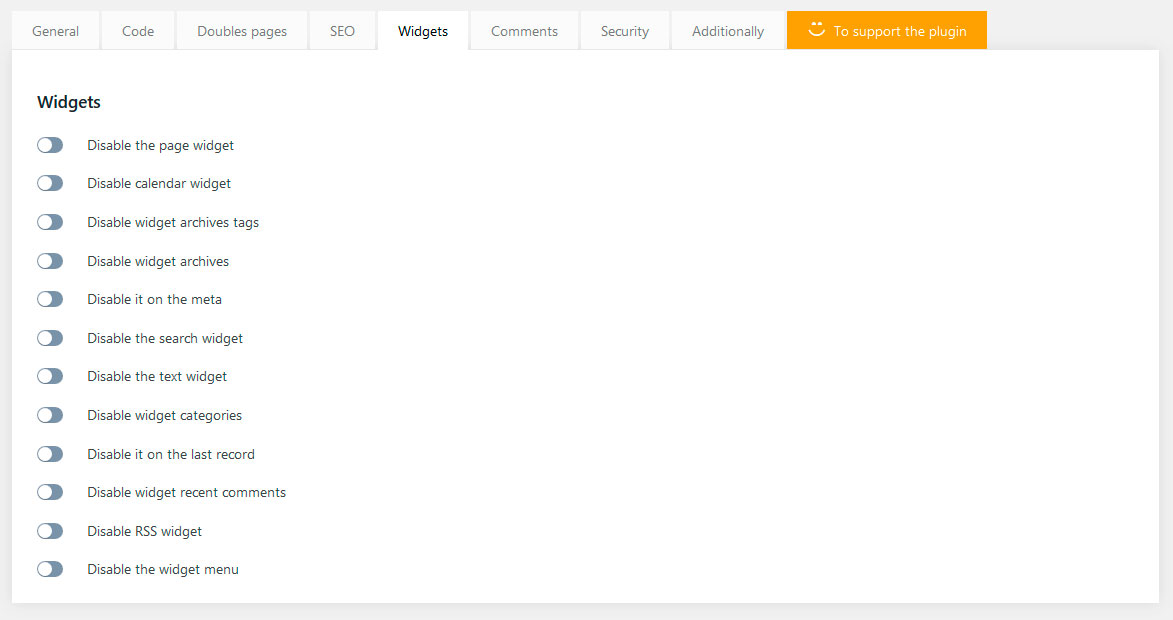 General
Code
Doubles pages
SEO
Widgets
Comments
Security
Additionally
To support the plugin
Widgets
Disable the page widget
Disable calendar widget
Disable widget archives tags
Disable widget archives
Disable it on the meta
Disable the search widget
Disable the text widget
Disable widget categories
Disable it on the last record
Disable widget recent comments
Disable RSS widget
Disable the widget menu